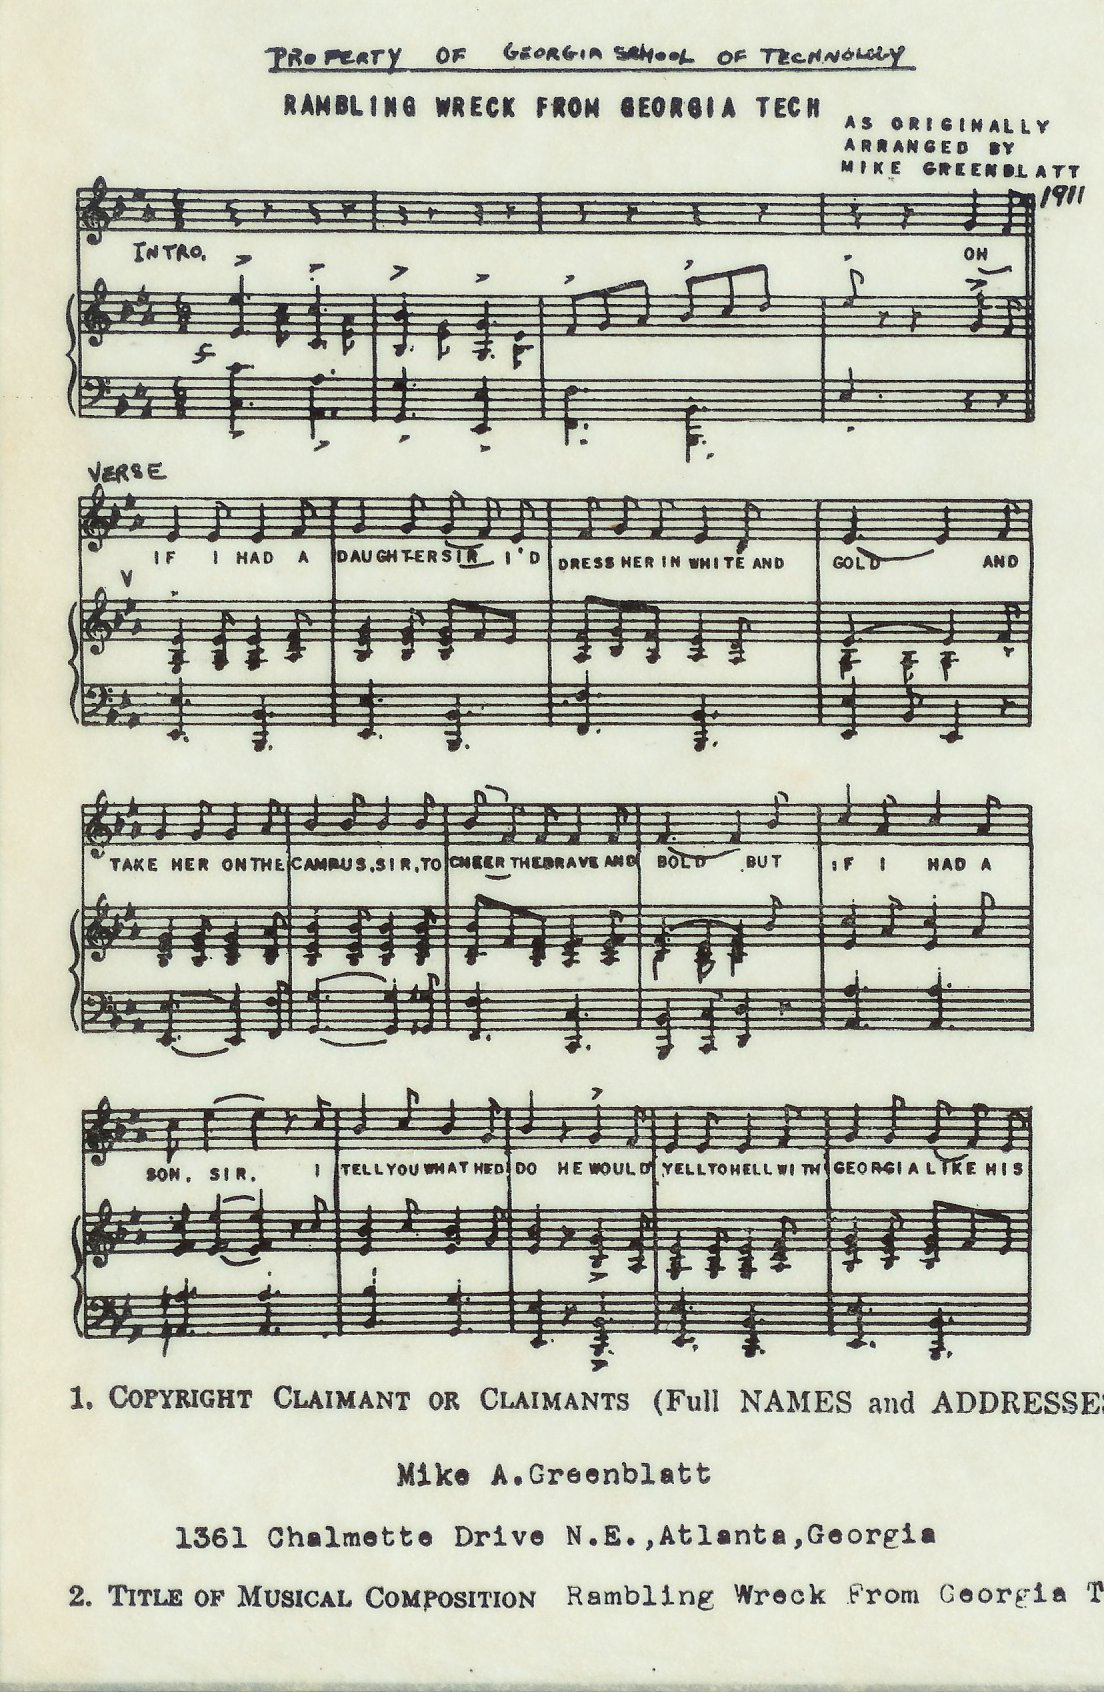 PROPERTY OF GEORGIA SCHOOL OF TECHNOLOGY
RAMBLING WRECK FROM GEORGIA TECH
AS ORIGINALLY
ARRANGED BY
MIKE GREENBLATT
1911
INTRO.
OH
f
VERSE
IF I HAD A DAUGHTER SIR I'D DRESS HER IN WHITE AND GOLD AND
TAKE HER ON THE CAMPUS, SIR, TO CHEER THE BRAVE AND BOLD BUT IF I HAD A
SON, SIR, I TELL YOU WHAT HED DO HE WOULD YELL TO HELL WITH GEORGIA LIKE HIS
1. COPYRIGHT CLAIMANT OR CLAIMANTS (Full NAMES and ADDRESSES
Mike A.Greenblatt
1361 Chalmette Drive N.E.,Atlanta,Georgia
2. TITLE OF MUSICAL COMPOSITION Rambling Wreck From Georgia T